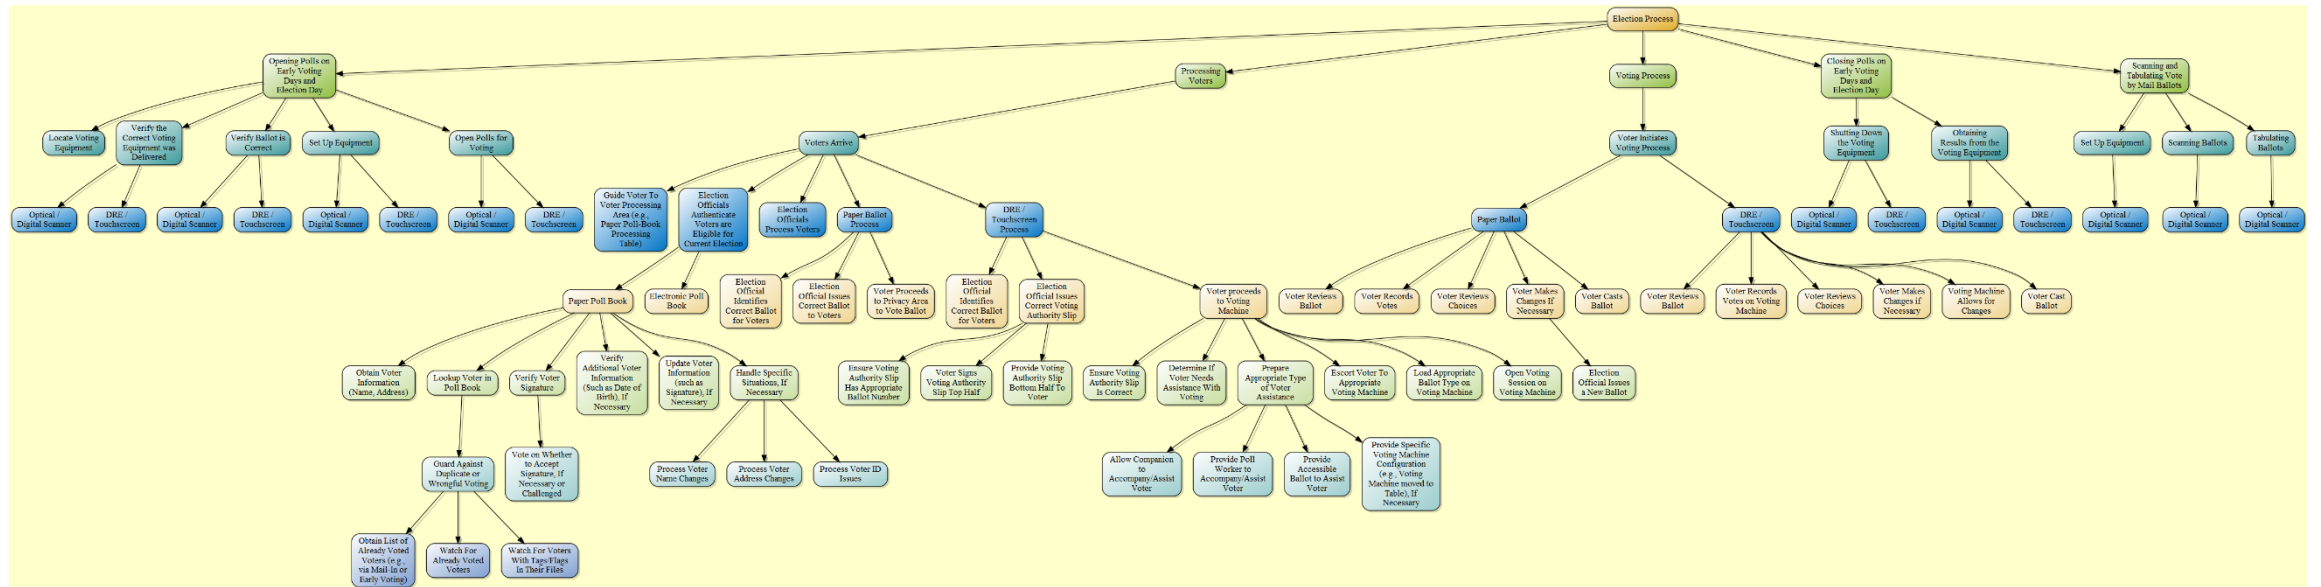 Election Process
Opening Polls on
Early Voting
Days and
Election Day
Processing
Voters
Voting Process
Closing Polls on
Early Voting
Days and
Election Day
Scanning and
Tabulating Vote
by Mail Ballots
Locate Voting
Equipment
Verify the
Correct Voting
Equipment was
Delivered
Verify Ballot is
Correct
Set Up Equipment
Open Polls for
Voting
Voters Arrive
Voter Initiates
Voting Process
Shutting Down
the Voting
Equipment
Obtaining
Results from the
Voting Equipment
Set Up Equipment
Scanning Ballots
Tabulating
Ballots
Optical /
Digital Scanner
DRE /
Touchscreen
Optical /
Digital Scanner
DRE /
Touchscreen
Optical /
Digital Scanner
DRE /
Touchscreen
Optical /
Digital Scanner
DRE /
Touchscreen
Guide Voter To
Voter Processing
Area (e.g.,
Paper Poll-Book
Processing
Table)
Election
Officials
Authenticate
Voters are
Eligible for
Current Election
Election
Officials
Process Voters
Paper Ballot
Process
DRE /
Touchscreen
Process
Paper Ballot
DRE /
Touchscreen
Optical /
Digital Scanner
DRE /
Touchscreen
Optical /
Digital Scanner
DRE /
Touchscreen
Optical /
Digital Scanner
Optical /
Digital Scanner
Optical /
Digital Scanner
Paper Poll Book
Electronic Poll
Book
Election
Official
Identifies
Correct Ballot
for Voters
Election
Official Issues
Correct Ballot
to Voters
Voter Proceeds
to Privacy Area
to Vote Ballot
Election
Official
Identifies
Correct Ballot
for Voters
Election
Official Issues
Correct Voting
Authority Slip
Voter proceeds
to Voting
Machine
Voter Reviews
Ballot
Voter Records
Votes
Voter Reviews
Choices
Voter Makes
Changes If
Necessary
Voter Casts
Ballot
Voter Reviews
Ballot
Voter Records
Votes on Voting
Machine
Voter Reviews
Choices
Voter Makes
Changes if
Necessary
Voting Machine
Allows for
Changes
Voter Cast
Ballot
Obtain Voter
Information
(Name, Address)
Lookup Voter in
Poll Book
Verify Voter
Signature
Verify
Additional Voter
Information
(Such as Date of
Birth), If
Necessary
Update Voter
Information
(such as
Signature), If
Necessary
Handle Specific
Situations, If
Necessary
Ensure Voting
Authority Slip
Has Appropriate
Ballot Number
Voter Signs
Voting Authority
Slip Top Half
Provide Voting
Authority Slip
Bottom Half To
Voter
Ensure Voting
Authority Slip
Is Correct
Determine If
Voter Needs
Assistance With
Voting
Prepare
Appropriate Type
of Voter
Assistance
Escort Voter To
Appropriate
Voting Machine
Load Appropriate
Ballot Type on
Voting Machine
Open Voting
Session on
Voting Machine
Election
Official Issues
a New Ballot
Guard Against
Duplicate or
Wrongful Voting
Vote on Whether
to Accept
Signature, If
Necessary or
Challenged
Process Voter
Name Changes
Process Voter
Address Changes
Process Voter ID
Issues
Allow Companion
to
Accompany/Assist
Voter
Provide Poll
Worker to
Accompany/Assist
Voter
Provide
Accessible
Ballot to Assist
Voter
Provide Specific
Voting Machine
Configuration
(e.g., Voting
Machine moved to
Table), If
Necessary
Obtain List of
Already Voted
Voters (e.g.,
via Mail-In or
Early Voting)
Watch For
Already Voted
Voters
Watch For Voters
With Tags/Flags
In Their Files